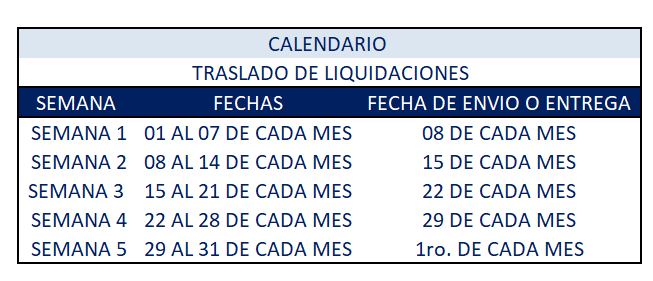 CALENDARIO
TRASLADO DE LIQUIDACIONES
SEMANA FECHAS FECHA DE ENVIO O ENTREGA
SEMANA 1 01 AL 07 DE CADA MES 08 DE CADA MES
SEMANA 2 08 AL 14 DE CADA MES 15 DE CADA MES
SEMANA 3 15 AL 21 DE CADA MES 22 DE CADA MES
SEMANA 4 22 AL 28 DE CADA MES 29 DE CADA MES
SEMANA 5 29 AL 31 DE CADA MES 1ro. DE CADA MES